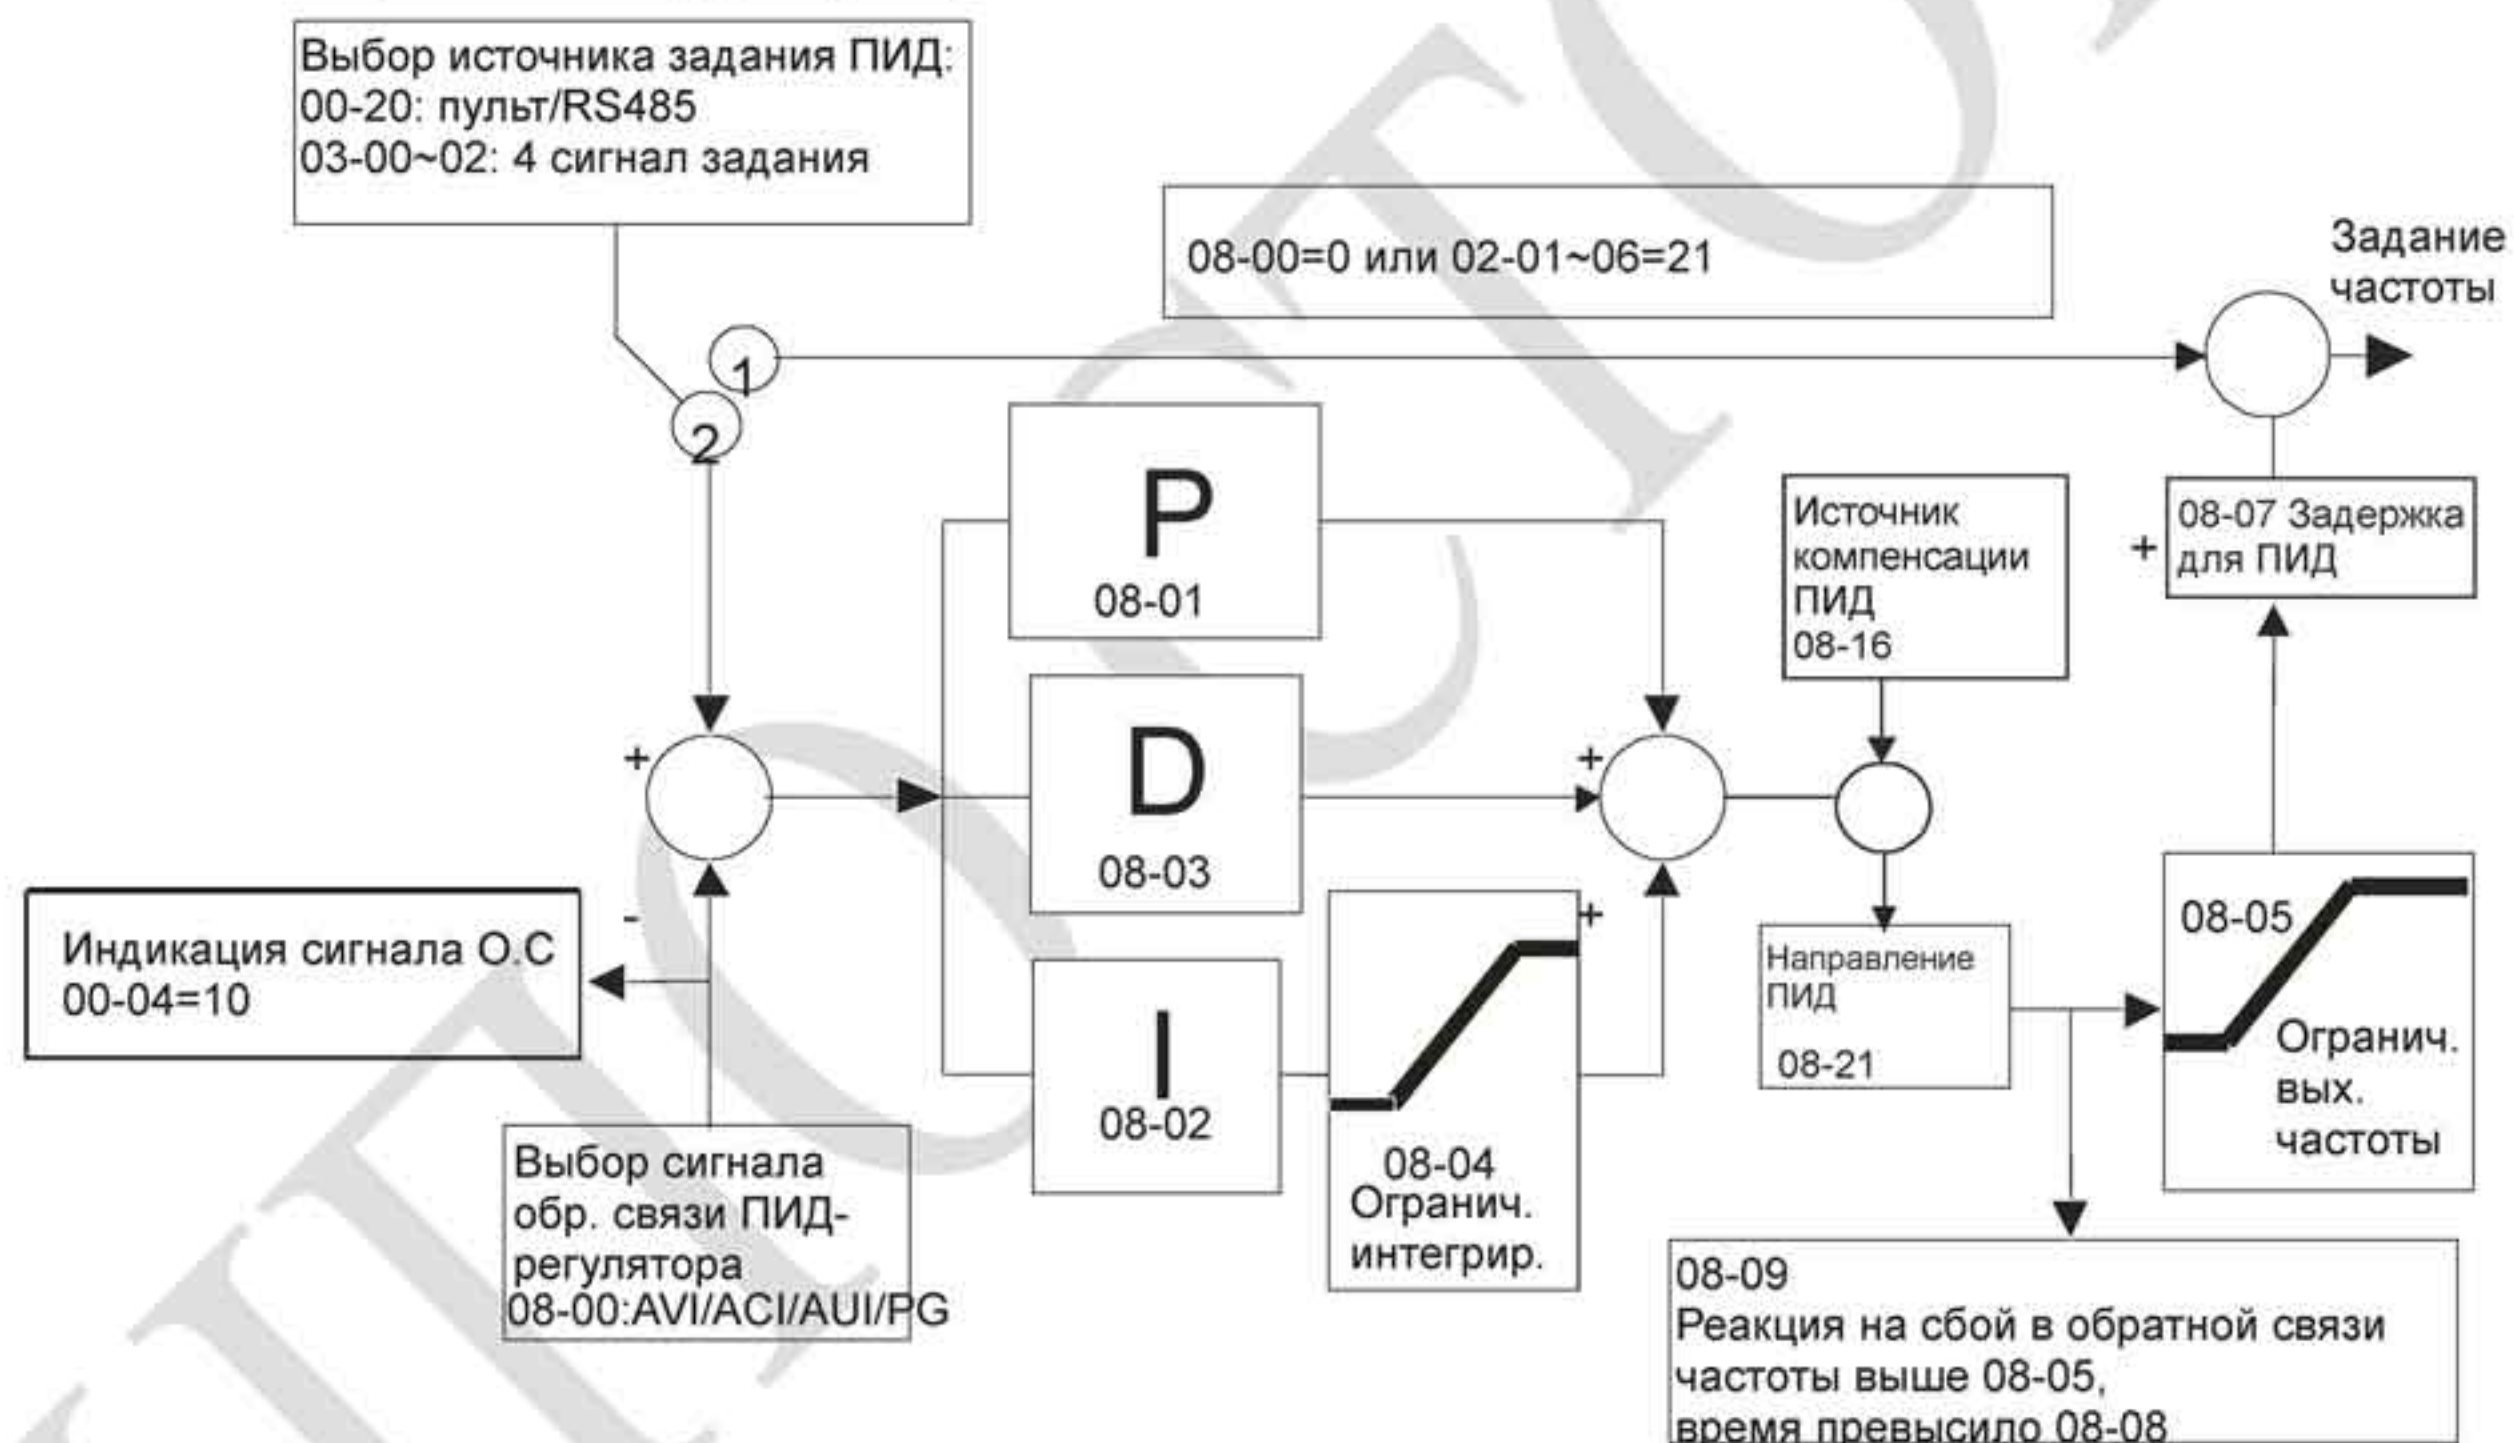 Выбор источника задания ПИД:
00-20: пульт/RS485
03-00~02: 4 сигнал задания
08-00=0 или 02-01~06=21
Задание
частоты
1
2
P
08-01
Источник
компенсации
ПИД
08-16
+
08-07 Задержка
для ПИД
+
D
08-03
+
Индикация сигнала О.С
00-04=10
-
I
08-02
+
08-04
Огранич.
интегрир.
Направление
ПИД
08-21
08-05
Огранич.
вых.
частоты
Выбор сигнала
обр. связи ПИД-
регулятора
08-00:AVI/ACI/AUI/PG
08-09
Реакция на сбой в обратной связи
частоты выше 08-05,
время превысило 08-08